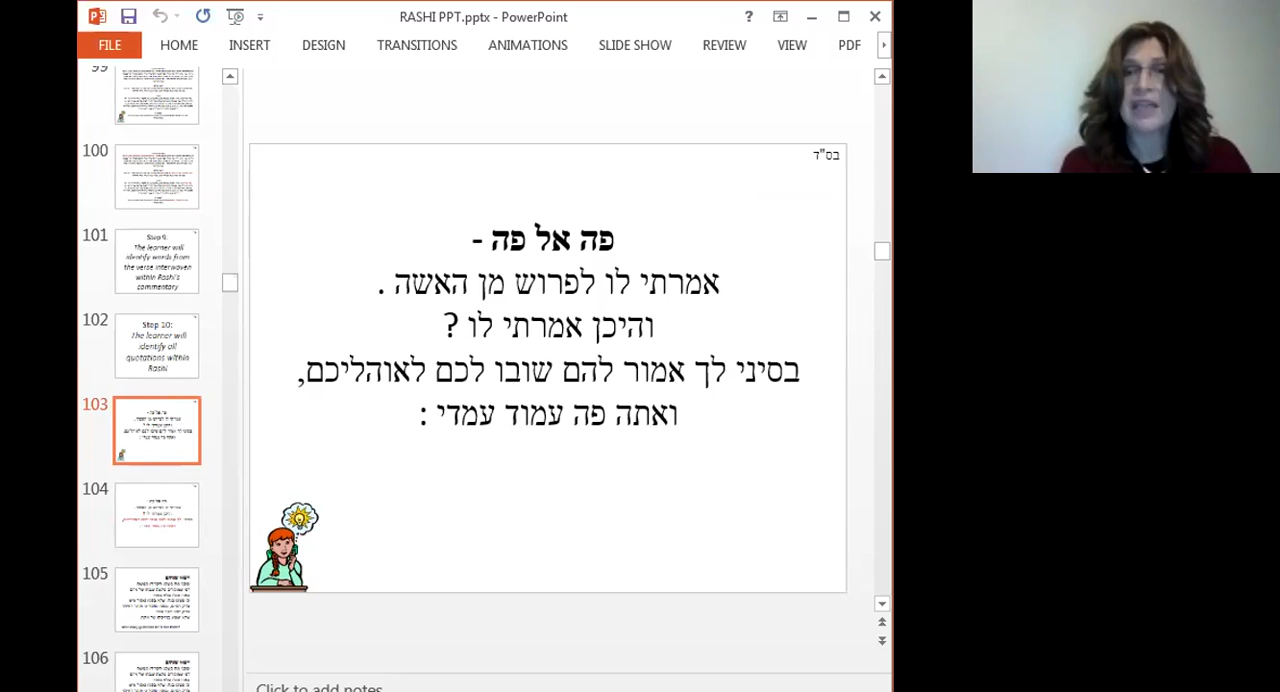 RASHI PPT.pptx - PowerPoint
FILE HOME INSERT DESIGN TRANSITIONS ANIMATIONS SLIDE SHOW REVIEW VIEW PDF
99
100
101
Step 9:
The learner will
identify words from
the verse interwoven
within Rashi's
commentary
102
Step 10:
The learner will
identify all
quotations within
Rashi
103
104
105
106
בס"ד
פה אל פה -
אמרתי לו לפרוש מן האשה .
והיכן אמרתי לו ?
בסיני לך אמור להם שובו לכם לאוהליכם,
ואתה פה עמוד עמדי :
Click to add notes